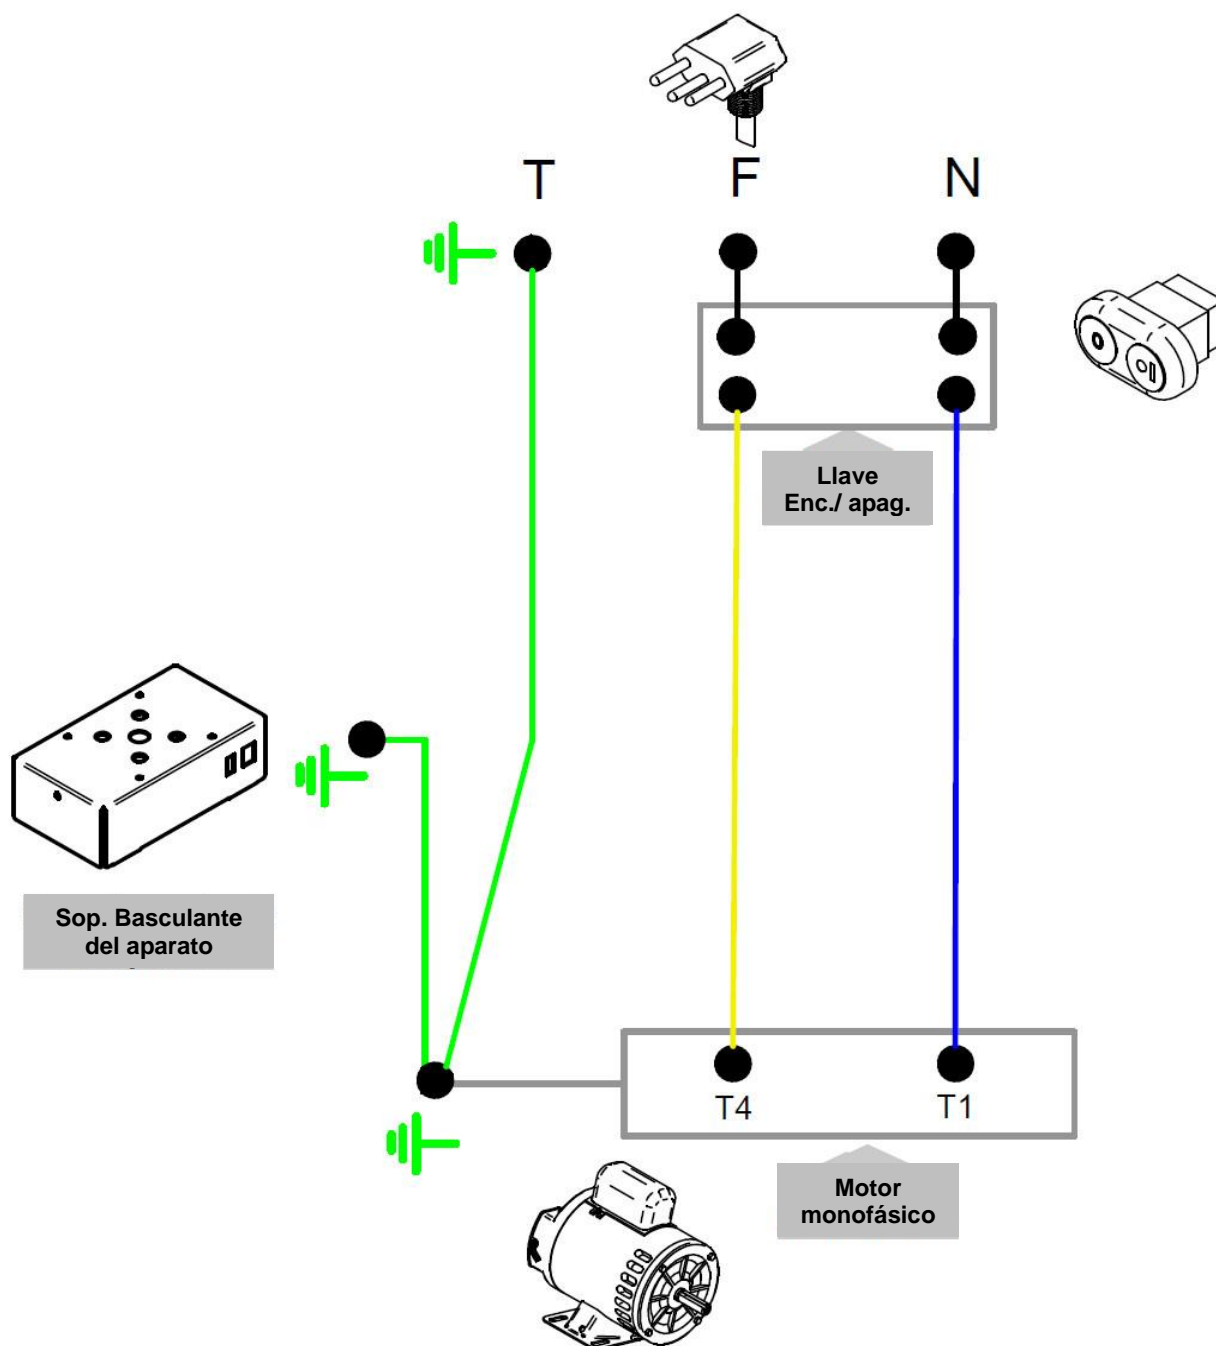 T F N
Llave
Enc./ apag.
Sop. Basculante
del aparato
T4 T1
Motor
monofásico